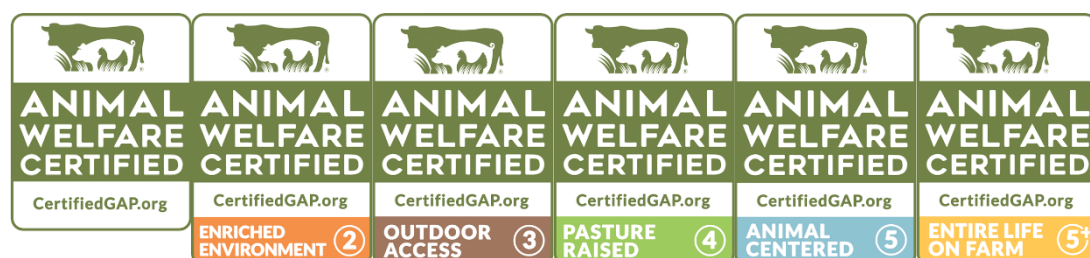 ANIMAL
WELFARE
CERTIFIED
CertifiedGAP.org
ANIMAL
WELFARE
CERTIFIED
CertifiedGAP.org
ENRICHED
ENVIRONMENT 2
ANIMAL
WELFARE
CERTIFIED
CertifiedGAP.org
OUTDOOR
ACCESS 3
ANIMAL
WELFARE
CERTIFIED
CertifiedGAP.org
PASTURE
RAISED 4
ANIMAL
WELFARE
CERTIFIED
CertifiedGAP.org
ANIMAL
CENTERED 5
ANIMAL
WELFARE
CERTIFIED
CertifiedGAP.org
ENTIRE LIFE
ON FARM 5+